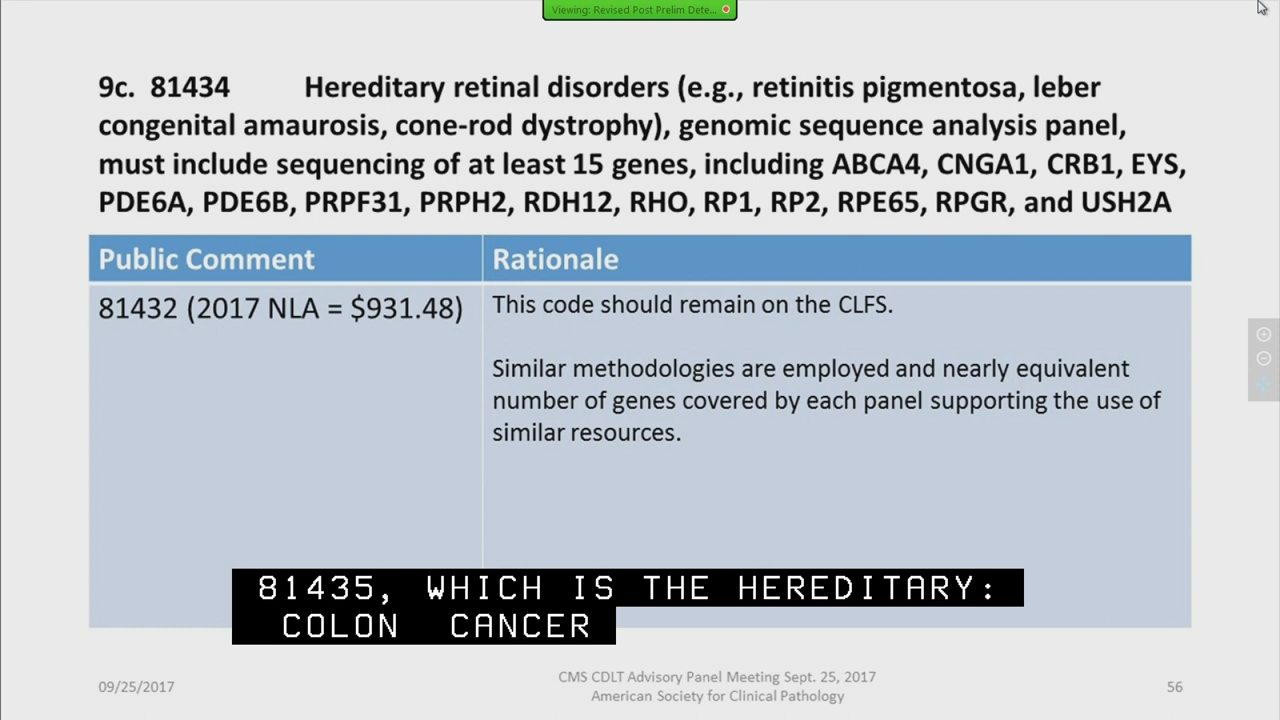 Viewing: Revised Post Prelim Dete...
9c. 81434 Hereditary retinal disorders (e.g., retinitis pigmentosa, leber
congenital amaurosis, cone-rod dystrophy), genomic sequence analysis panel,
must include sequencing of at least 15 genes, including ABCA4, CNGA1, CRB1, EYS,
PDE6A, PDE6B, PRPF31, PRPH2, RDH12, RHO, RP1, RP2, RPE65, RPGR, and USH2A
Public Comment
Rationale
81432 (2017 NLA = $931.48)
This code should remain on the CLFS.
Similar methodologies are employed and nearly equivalent
number of genes covered by each panel supporting the use of
similar resources.
81435, WHICH IS THE HEREDITARY:
COLON CANCER
09/25/2017
CMS CDLT Advisory Panel Meeting Sept. 25, 2017
American Society for Clinical Pathology
56